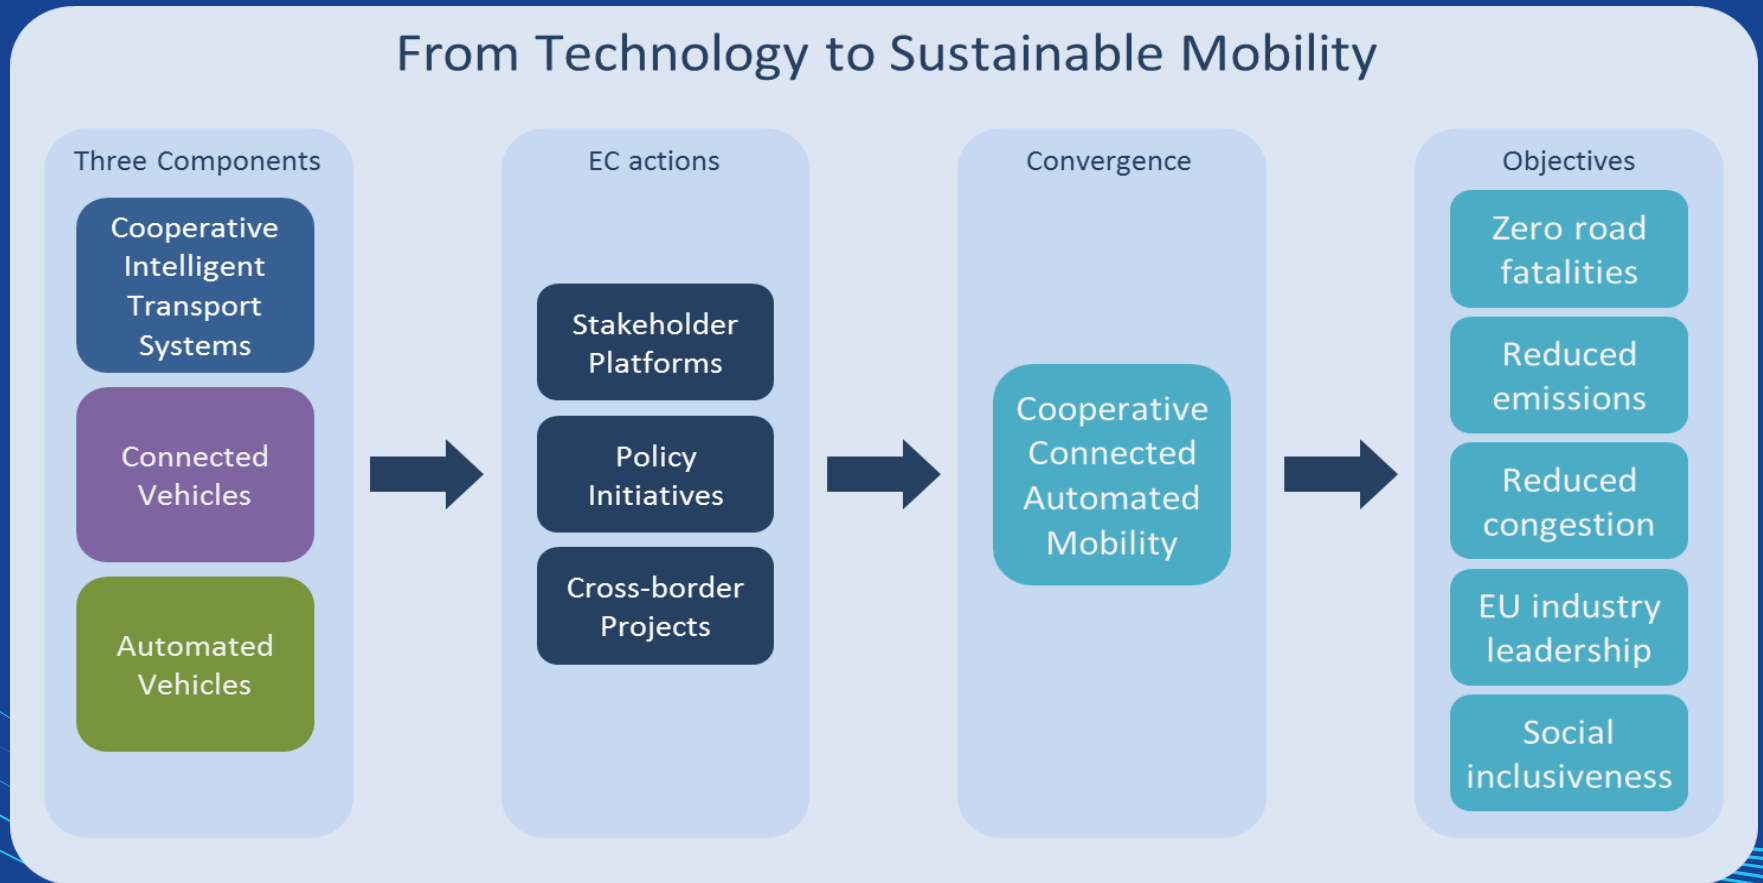 From Technology to Sustainable Mobility
Three Components
Cooperative
Intelligent
Transport
Systems
Connected
Vehicles
Automated
Vehicles
EC actions
Stakeholder
Platforms
Policy
Initiatives
Cross-border
Projects
Convergence
Cooperative
Connected
Automated
Mobility
Objectives
Zero road
fatalities
Reduced
emissions
Reduced
congestion
EU industry
leadership
Social
inclusiveness